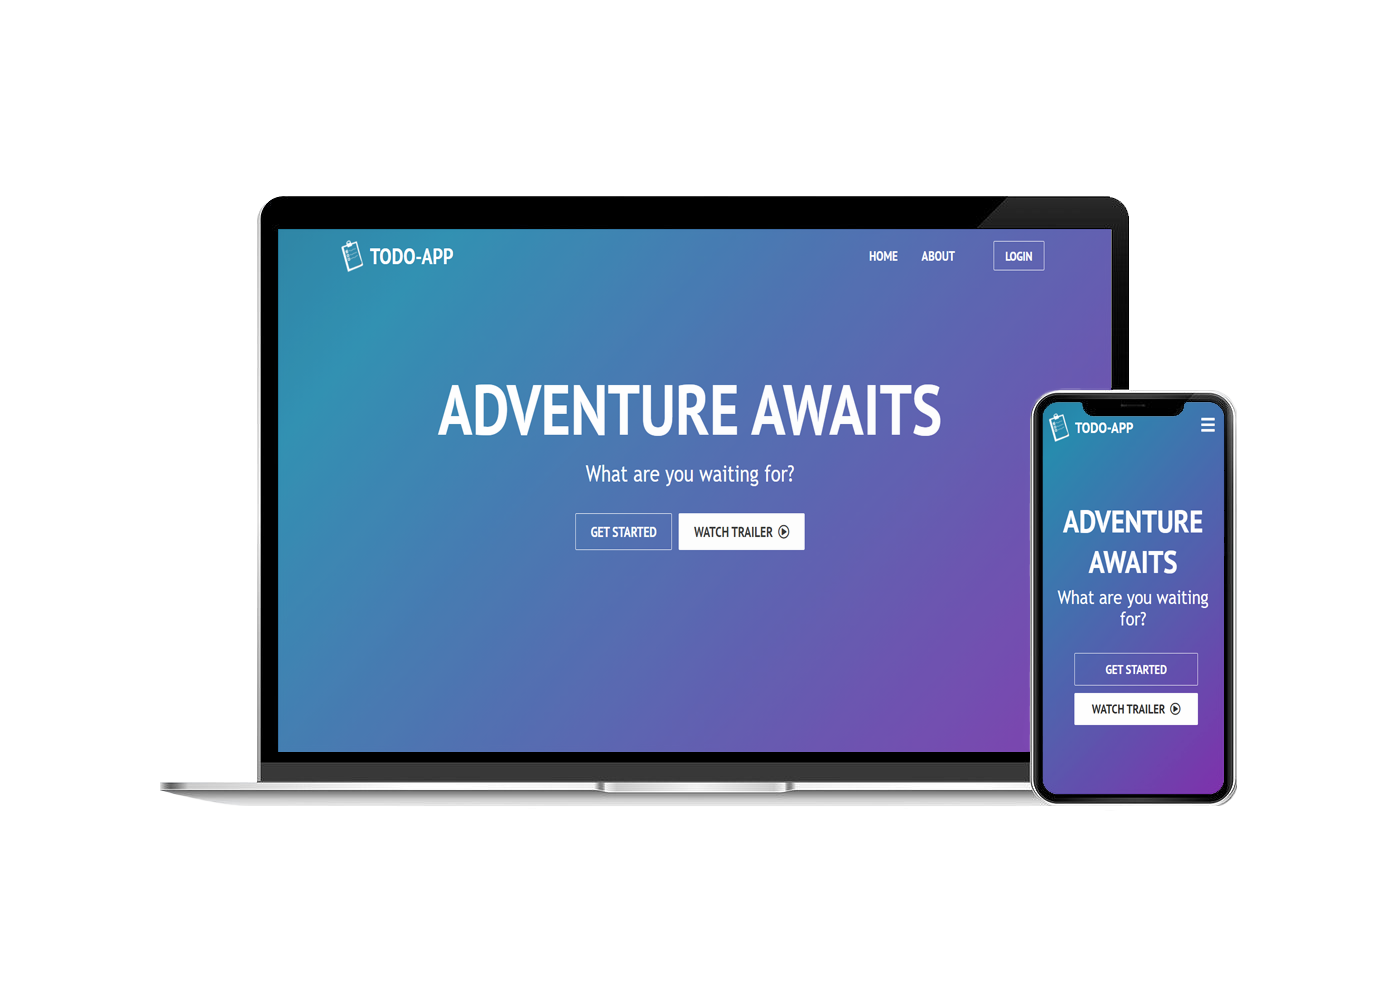 TODO-APP
HOME ABOUT LOGIN
ADVENTURE AWAITS
What are you waiting for?
GET STARTED WATCH TRAILER
TODO-APP
ADVENTURE
AWAITS
What are you waiting
for?
GET STARTED
WATCH TRAILER